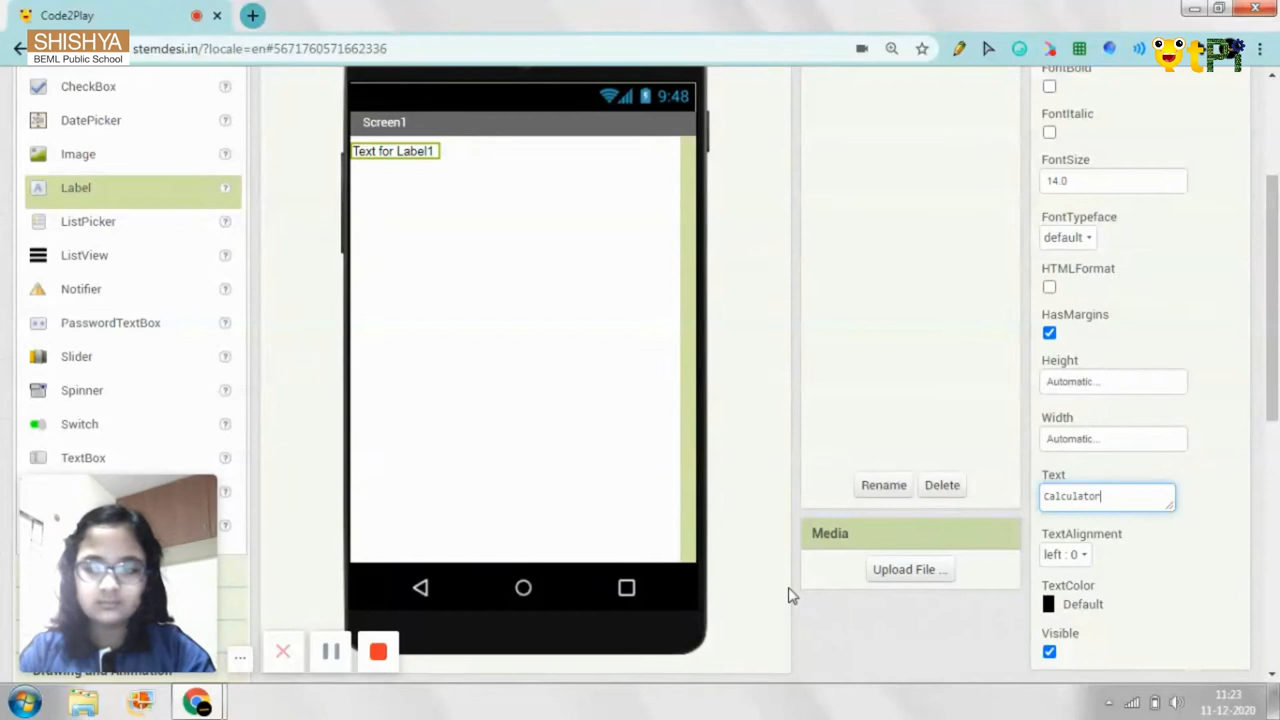 Code2Play
SHISHYA
BEML Public School
stemdesi.in/?locale=en#5671760571662336
CheckBox
DatePicker
Image
Label
ListPicker
ListView
Notifier
PasswordTextBox
Slider
Spinner
Switch
TextBox
9:48
Screen1
Text for Label1
Rename
Delete
Media
Upload File ...
FontBold
FontItalic
FontSize
14.0
FontTypeface
default
HTMLFormat
HasMargins
Height
Automatic...
Width
Automatic...
Text
Calculator
TextAlignment
left : 0
TextColor
Default
Visible
Drawing and Animation
11:23
11-12-2020